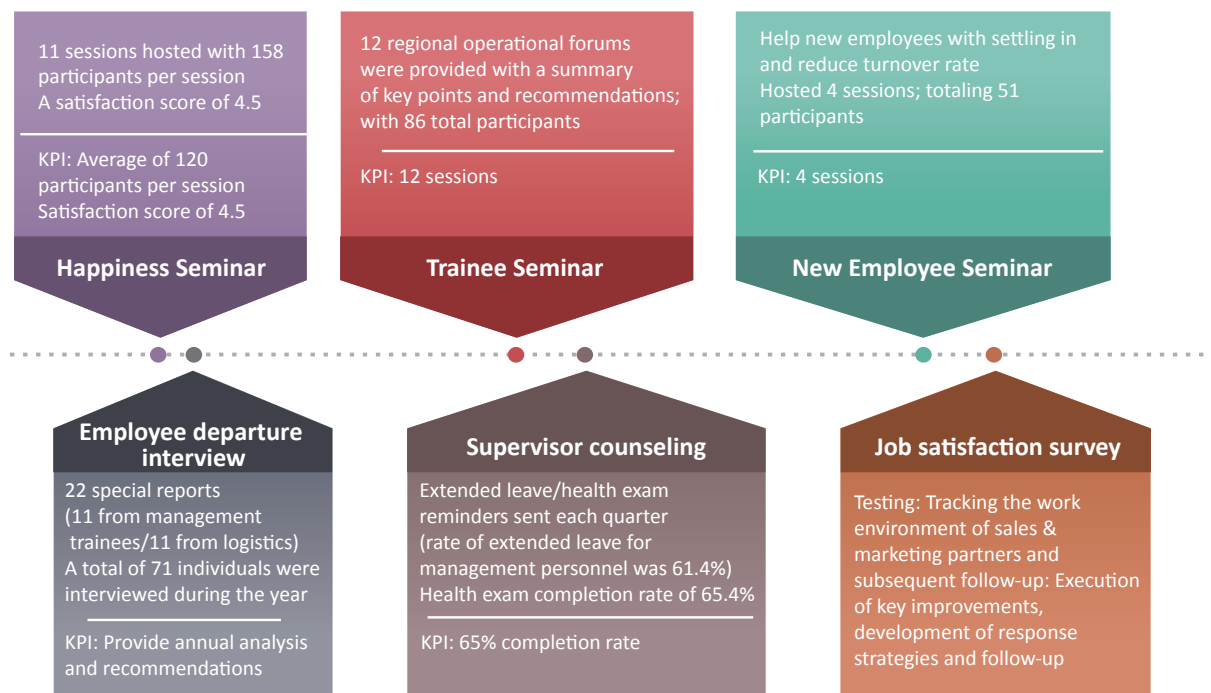 11 sessions hosted with 158
participants per session
A satisfaction score of 4.5
KPI: Average of 120
participants per session
Satisfaction score of 4.5
Happiness Seminar
12 regional operational forums
were provided with a summary
of key points and recommendations;
with 86 total participants
KPI: 12 sessions
Trainee Seminar
Help new employees with settling in
and reduce turnover rate
Hosted 4 sessions; totaling 51
participants
KPI: 4 sessions
New Employee Seminar
Employee departure
interview
22 special reports
(11 from management
trainees/11 from logistics)
A total of 71 individuals were
interviewed during the year
KPI: Provide annual analysis
and recommendations
Supervisor counseling
Extended leave/health exam
reminders sent each quarter
(rate of extended leave for
management personnel was 61.4%)
Health exam completion rate of 65.4%
KPI: 65% completion rate
Job satisfaction survey
Testing: Tracking the work
environment of sales &
marketing partners and
subsequent follow-up: Execution
of key improvements,
development of response
strategies and follow-up